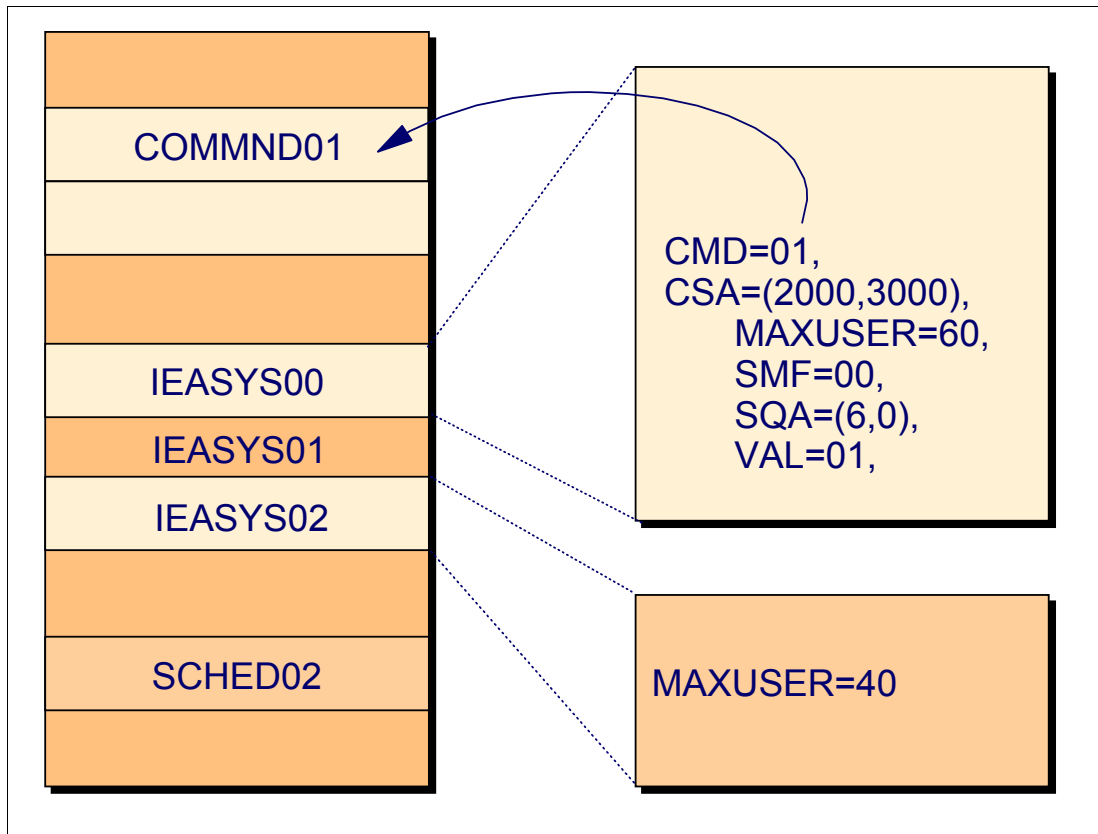 COMMND01
IEASYS00
IEASYS01
IEASYS02
SCHED02
CMD=01,
CSA=(2000,3000),
MAXUSER=60,
SMF=00,
SQA=(6,0),
VAL=01,
MAXUSER=40